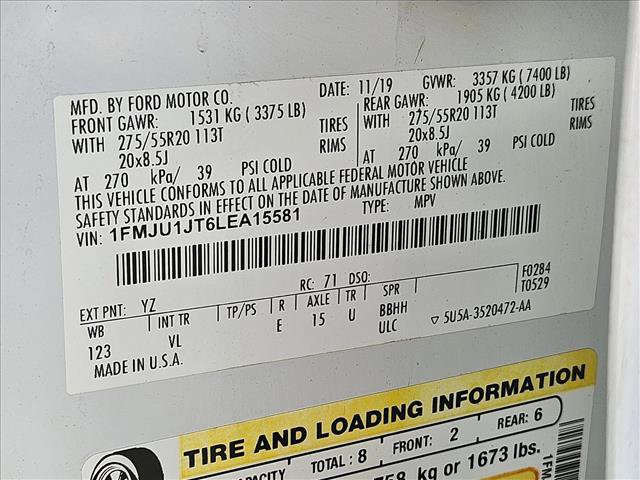 MFD. BY FORD MOTOR CO.
DATE: 11/19 GVWR: 3357 KG ( 7400 LB)
FRONT GAWR: 1531 KG ( 3375 LB) REAR GAWR: 1905 KG ( 4200 LB)
WITH 275/55R20 113T TIRES WITH 275/55R20 113T TIRES
20x8.5J RIMS 20x8.5J RIMS
AT 270 kPa/ 39 PSI COLD AT 270 kPa/ 39 PSI COLD
THIS VEHICLE CONFORMS TO ALL APPLICABLE FEDERAL MOTOR VEHICLE
SAFETY STANDARDS IN EFFECT ON THE DATE OF MANUFACTURE SHOWN ABOVE.
VIN: 1FMJU1JT6LEA15581 TYPE: MPV
F0284
T0529
EXT PNT: YZ RC: 71 DSO:
WB INT TR TP/PS R AXLE TR SPR
123 VL E 15 U BBHH
ULC
▽ 5U5A-3520472-AA
MADE IN U.S.A.
TIRE AND LOADING INFORMATION
TOTAL: 8 FRONT: 2 REAR: 6
kg or 1673 lbs.